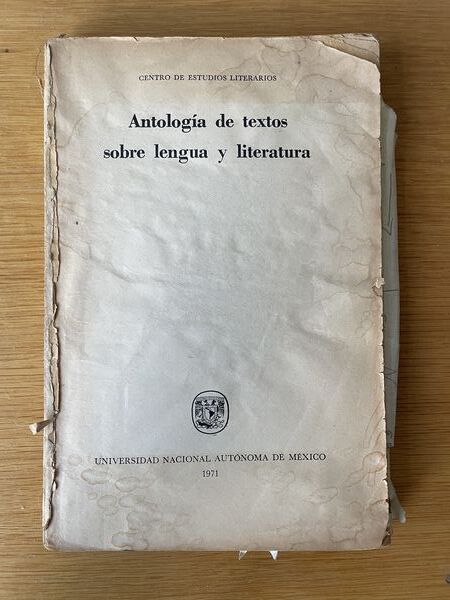 CENTRO DE ESTUDIOS LITERARIOS
Antología de textos
sobre lengua y literatura
UNIVERSIDAD NACIONAL AUTÓNOMA DE MÉXICO
1971